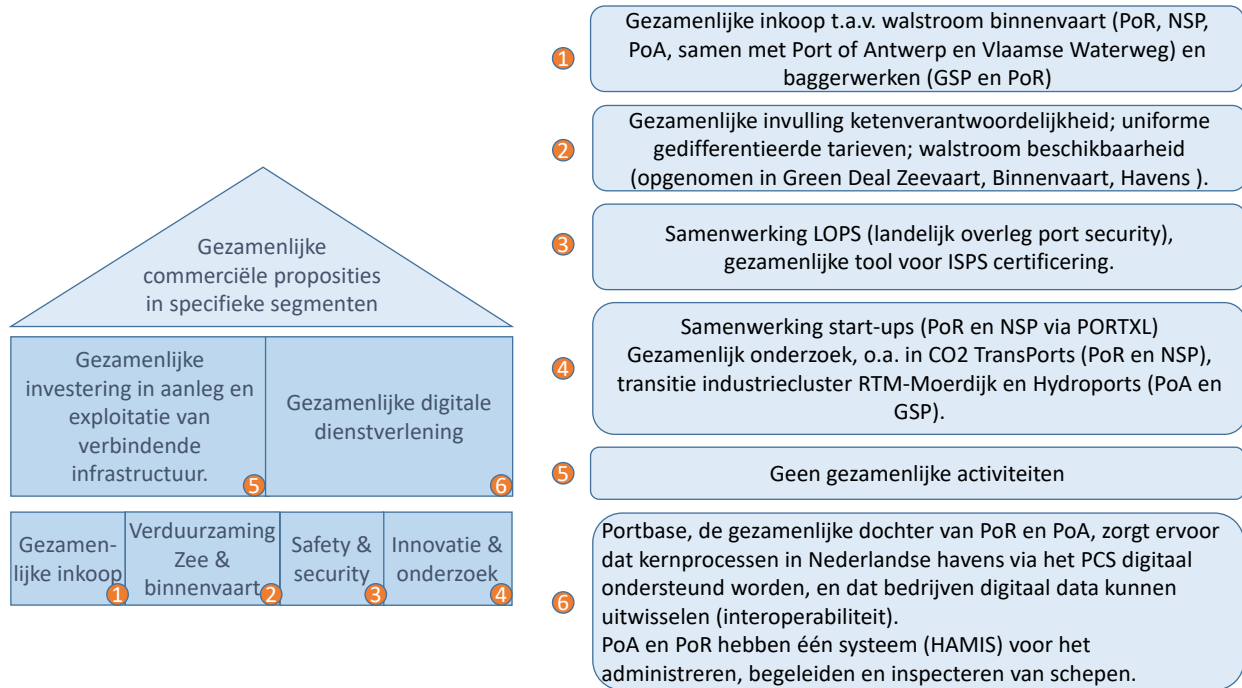 Gezamenlijke
commerciële proposities
in specifieke segmenten
Gezamenlijke
investering in aanleg en
exploitatie van
verbindende
infrastructuur.
5
Gezamenlijke digitale
dienstverlening
6
Gezamen-
lijke inkoop
1
Verduurzaming
Zee &
binnenvaart
2
Safety &
security
3
Innovatie &
onderzoek
4
1
Gezamenlijke inkoop t.a.v. walstroom binnenvaart (PoR, NSP,
PoA, samen met Port of Antwerp en Vlaamse Waterweg) en
baggerwerken (GSP en PoR)
2
Gezamenlijke invulling ketenverantwoordelijkheid; uniforme
gedifferentieerde tarieven; walstroom beschikbaarheid
(opgenomen in Green Deal Zeevaart, Binnenvaart, Havens ).
3
Samenwerking LOPS (landelijk overleg port security),
gezamenlijke tool voor ISPS certificering.
4
Samenwerking start-ups (PoR en NSP via PORTXL)
Gezamenlijk onderzoek, o.a. in CO2 TransPorts (PoR en NSP),
transitie industriecluster RTM-Moerdijk en Hydroports (PoA en
GSP).
5
Geen gezamenlijke activiteiten
6
Portbase, de gezamenlijke dochter van PoR en PoA, zorgt ervoor
dat kernprocessen in Nederlandse havens via het PCS digitaal
ondersteund worden, en dat bedrijven digitaal data kunnen
uitwisselen (interoperabiliteit).
PoA en PoR hebben één systeem (HAMIS) voor het
administreren, begeleiden en inspecteren van schepen.